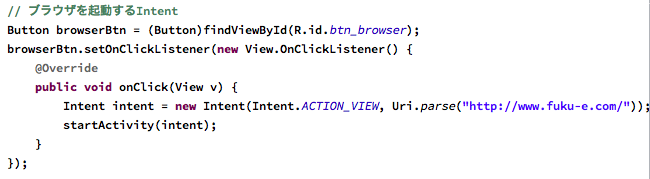 // ブラウザを起動するIntent
Button browserBtn = (Button)findViewById(R.id.btn_browser);
browserBtn.setOnClickListener(new View.OnClickListener() {
    @Override
    public void onClick(View v) {
        Intent intent = new Intent(Intent.ACTION_VIEW, Uri.parse("http://www.fuku-e.com/"));
        startActivity(intent);
    }
});